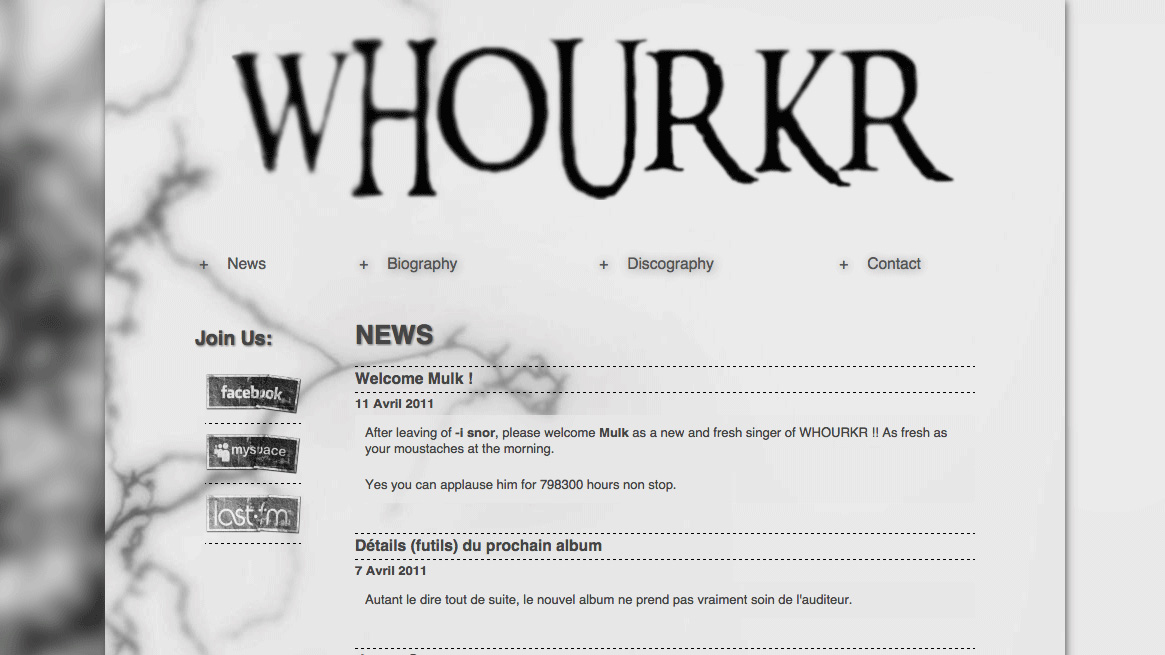 WHOURKR
+ News + Biography + Discography + Contact
Join Us:
facebook
myspace
last.fm
NEWS
Welcome Mulk !
11 Avril 2011
After leaving of -i snor, please welcome Mulk as a new and fresh singer of WHOURKR !! As fresh as
your moustaches at the morning.
Yes you can applause him for 798300 hours non stop.
Détails (futils) du prochain album
7 Avril 2011
Autant le dire tout de suite, le nouvel album ne prend pas vraiment soin de l'auditeur.